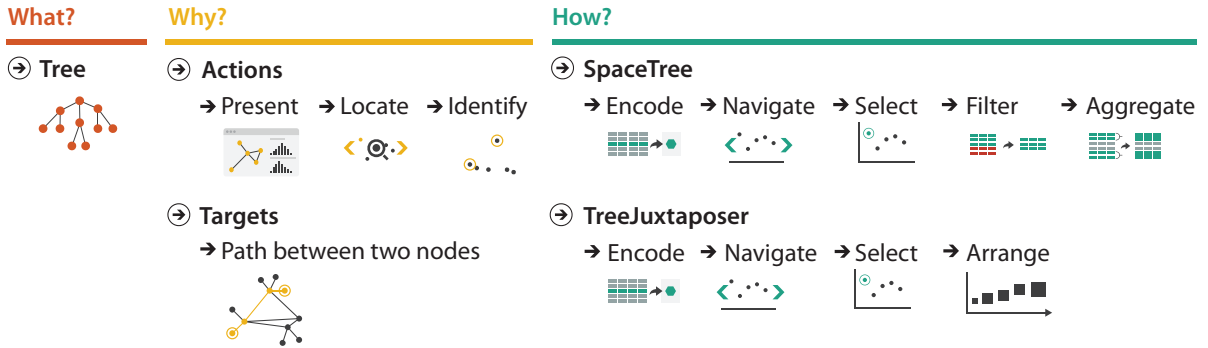 What?
Why?
How?
Tree
Actions
Present
Locate
Identify
Targets
Path between two nodes
SpaceTree
Encode
Navigate
Select
Filter
Aggregate
TreeJuxtaposer
Encode
Navigate
Select
Arrange